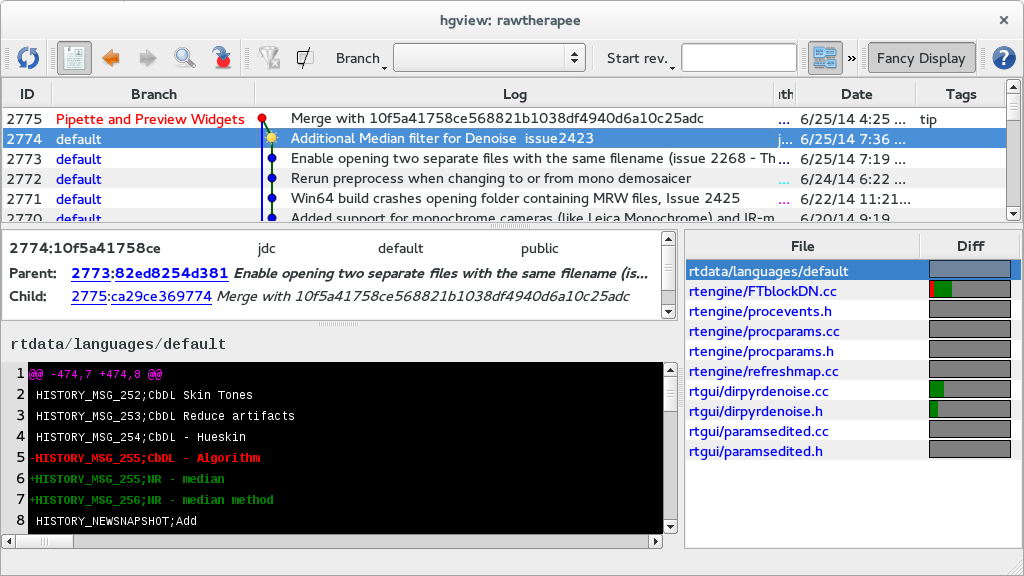 hgview: rawtherapee
Branch
Start rev.
»
Fancy Display
ID Branch Log Date Tags
2775 Pipette and Preview Widgets Merge with 10f5a41758ce568821b1038df4940d6a10c25adc ... 6/25/14 4:25 ... tip
2774 default Additional Median filter for Denoise issue2423 j... 6/25/14 7:36 ...
2773 default Enable opening two separate files with the same filename (issue 2268 - Th ... 6/25/14 7:19 ...
2772 default Rerun preprocess when changing to or from mono demosaicer ... 6/24/14 6:22 ...
2771 default Win64 build crashes opening folder containing MRW files, Issue 2425 ... 6/22/14 11:21...
2770 default Added support for monochrome cameras (like Leica Monochrome) and IR-m 6/20/14 9:19
2774:10f5a41758ce jdc default public
Parent: 2773:82ed8254d381 Enable opening two separate files with the same filename (is...
Child: 2775:ca29ce369774 Merge with 10f5a41758ce568821b1038df4940d6a10c25adc
rtdata/languages/default
1 @@ -474,7 +474,8 @@
2 HISTORY_MSG_252;CbDL Skin Tones
3 HISTORY_MSG_253;CbDL Reduce artifacts
4 HISTORY_MSG_254;CbDL - Hueskin
5 -HISTORY_MSG_255;CbDL - Algorithm
6 +HISTORY_MSG_255;NR - median
7 +HISTORY_MSG_256;NR - median method
8 HISTORY_NEWSNAPSHOT;Add
File Diff
rtdata/languages/default
rtengine/FTblockDN.cc
rtengine/procevents.h
rtengine/procparams.cc
rtengine/procparams.h
rtengine/refreshmap.cc
rtgui/dirpyrdenoise.cc
rtgui/dirpyrdenoise.h
rtgui/paramsedited.cc
rtgui/paramsedited.h